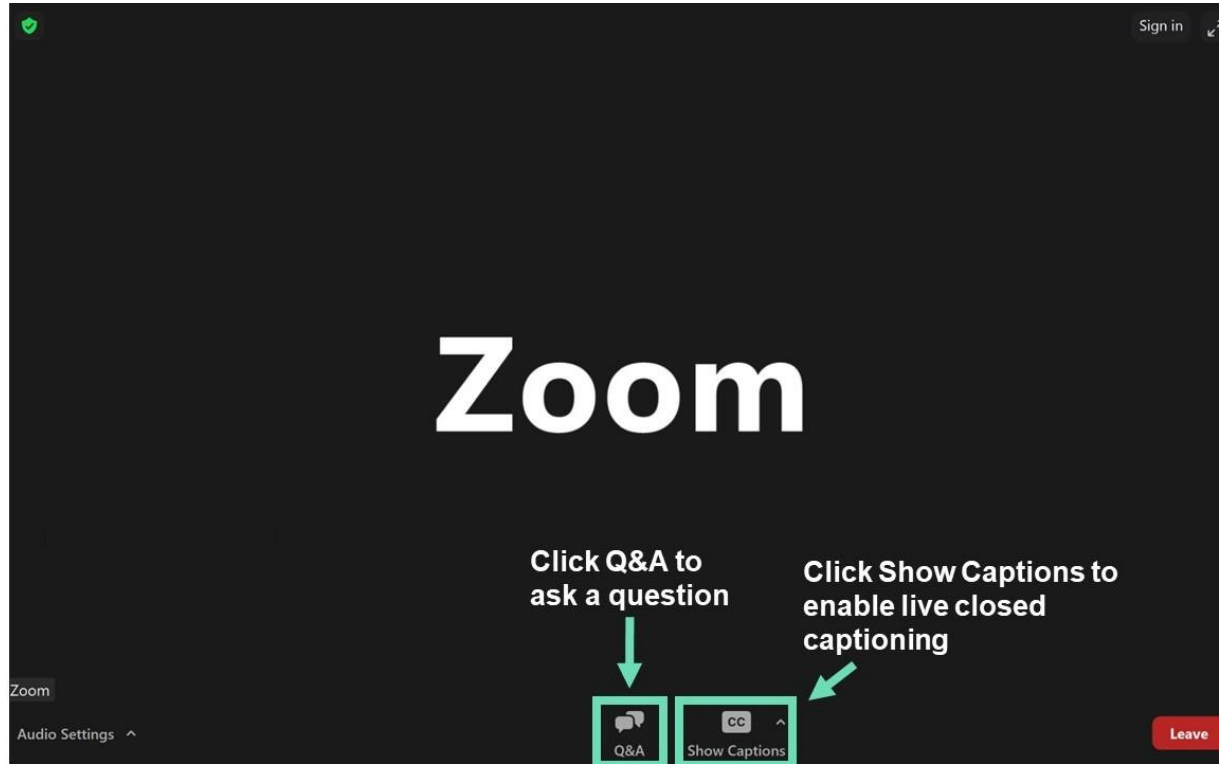 Sign in
Zoom
Click Q&A to
ask a question
Click Show Captions to
enable live closed
captioning
Zoom
Audio Settings
Q&A
CC
Show Captions
Leave